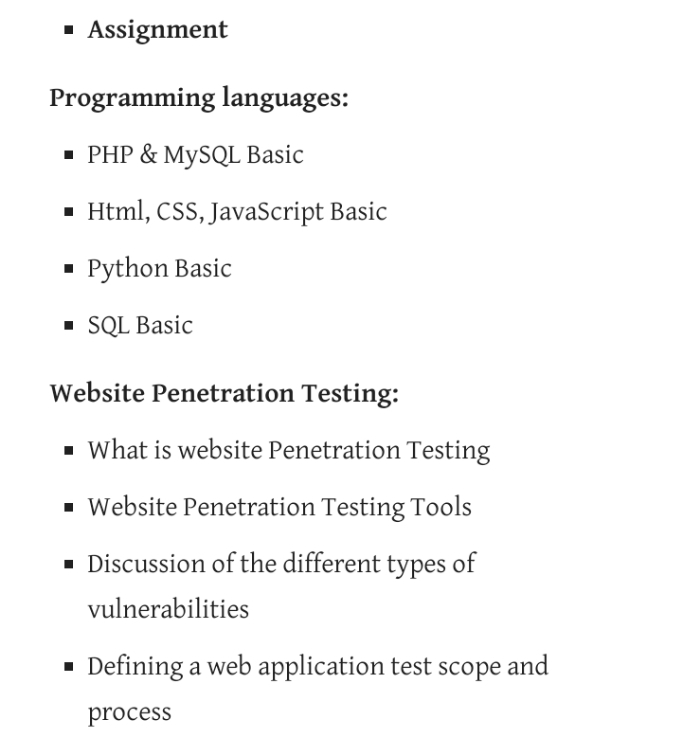 Assignment
Programming languages:
PHP & MySQL Basic
Html, CSS, JavaScript Basic
Python Basic
SQL Basic
Website Penetration Testing:
What is website Penetration Testing
Website Penetration Testing Tools
Discussion of the different types of
vulnerabilities
Defining a web application test scope and
process